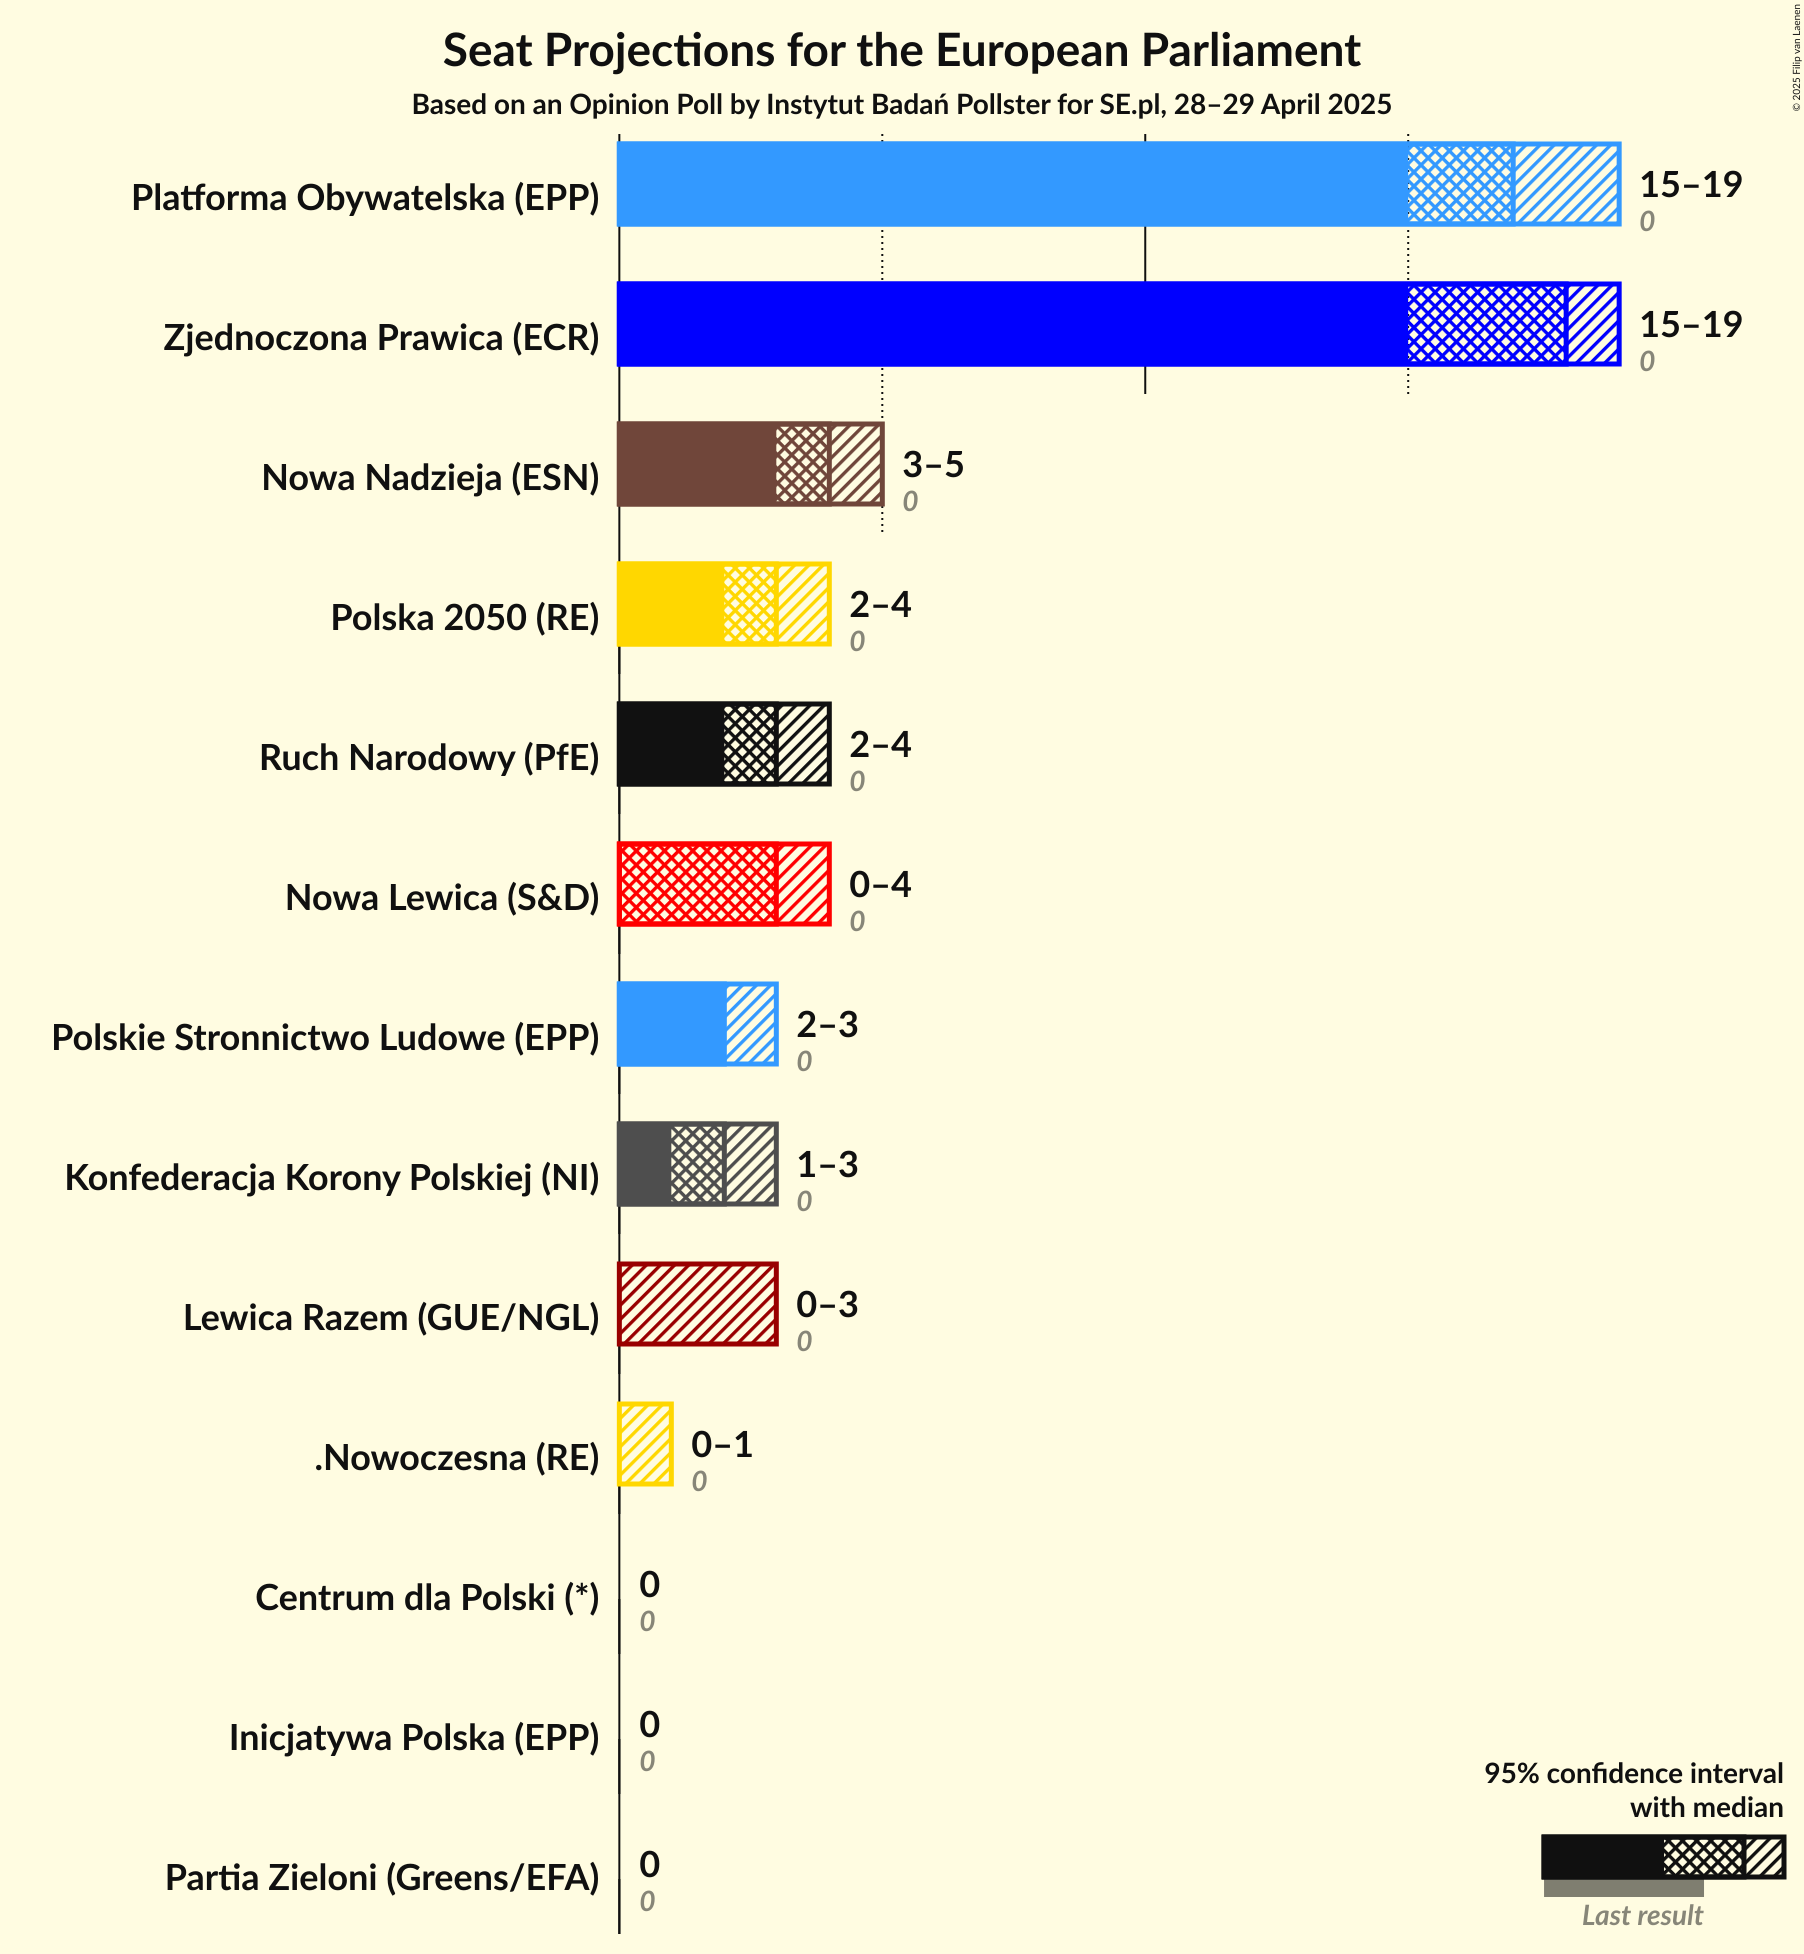 Seat Projections for the European Parliament
Based on an Opinion Poll by Instytut Badań Pollster for SE.pl, 28–29 April 2025
© 2025 Filip van Laenen
Platforma Obywatelska (EPP)
15–19
0
Zjednoczona Prawica (ECR)
15–19
0
Nowa Nadzieja (ESN)
3–5
0
Polska 2050 (RE)
2–4
0
Ruch Narodowy (PfE)
2–4
0
Nowa Lewica (S&D)
0–4
0
Polskie Stronnictwo Ludowe (EPP)
2–3
0
Konfederacja Korony Polskiej (NI)
1–3
0
Lewica Razem (GUE/NGL)
0–3
0
.Nowoczesna (RE)
0–1
0
Centrum dla Polski (*)
0
0
Inicjatywa Polska (EPP)
0
0
Partia Zieloni (Greens/EFA)
0
0
95% confidence interval
with median
Last result